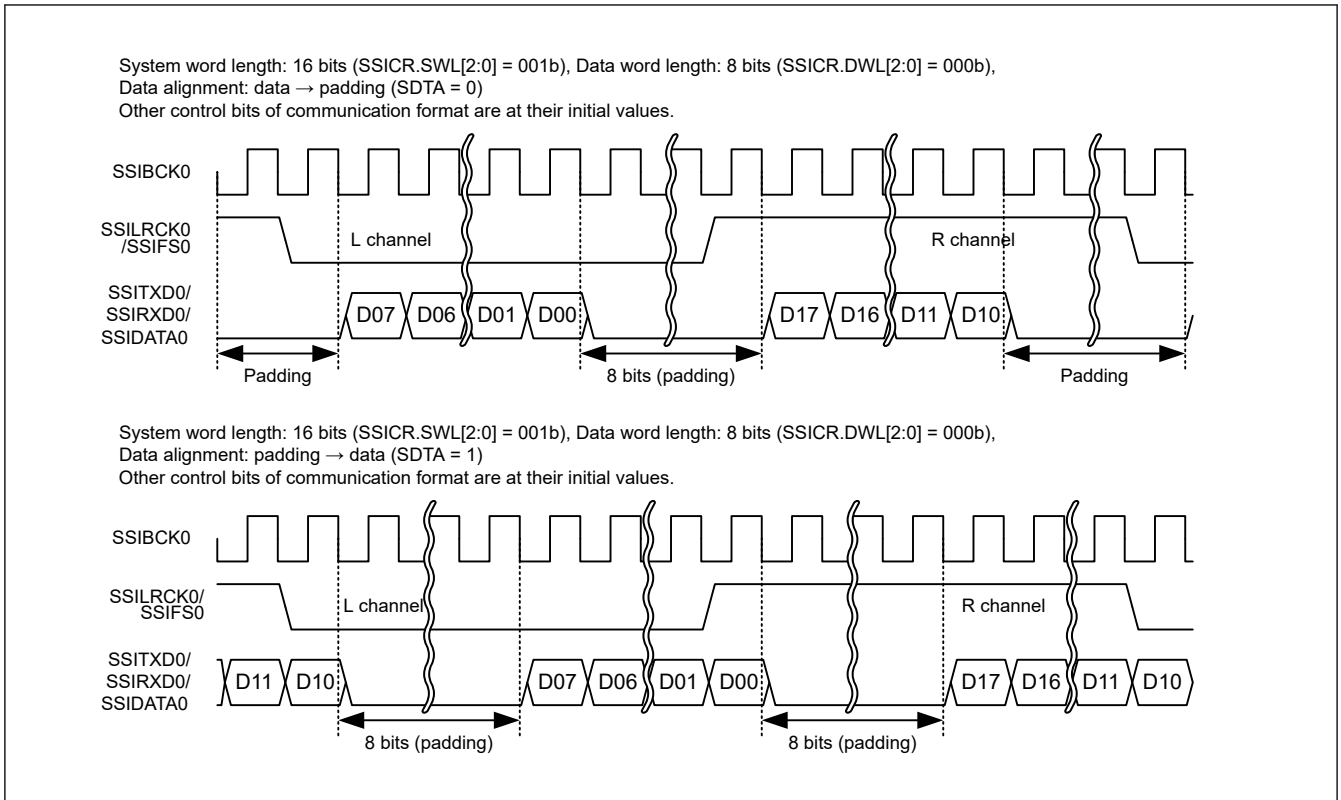 System word length: 16 bits (SSICR.SWL[2:0] = 001b), Data word length: 8 bits (SSICR.DWL[2:0] = 000b),
Data alignment: data → padding (SDTA = 0)
Other control bits of communication format are at their initial values.
SSIBCK0
SSILRCK0
/SSIFS0
L channel
R channel
SSITXD0/
SSIRXD0/
SSIDATA0
D07 D06 D01 D00 D17 D16 D11 D10
Padding
8 bits (padding)
Padding
System word length: 16 bits (SSICR.SWL[2:0] = 001b), Data word length: 8 bits (SSICR.DWL[2:0] = 000b),
Data alignment: padding → data (SDTA = 1)
Other control bits of communication format are at their initial values.
SSIBCK0
SSILRCK0/
SSIFS0
L channel
R channel
SSITXD0/
SSIRXD0/
SSIDATA0
D11 D10 D07 D06 D01 D00 D17 D16 D11 D10
8 bits (padding)
8 bits (padding)